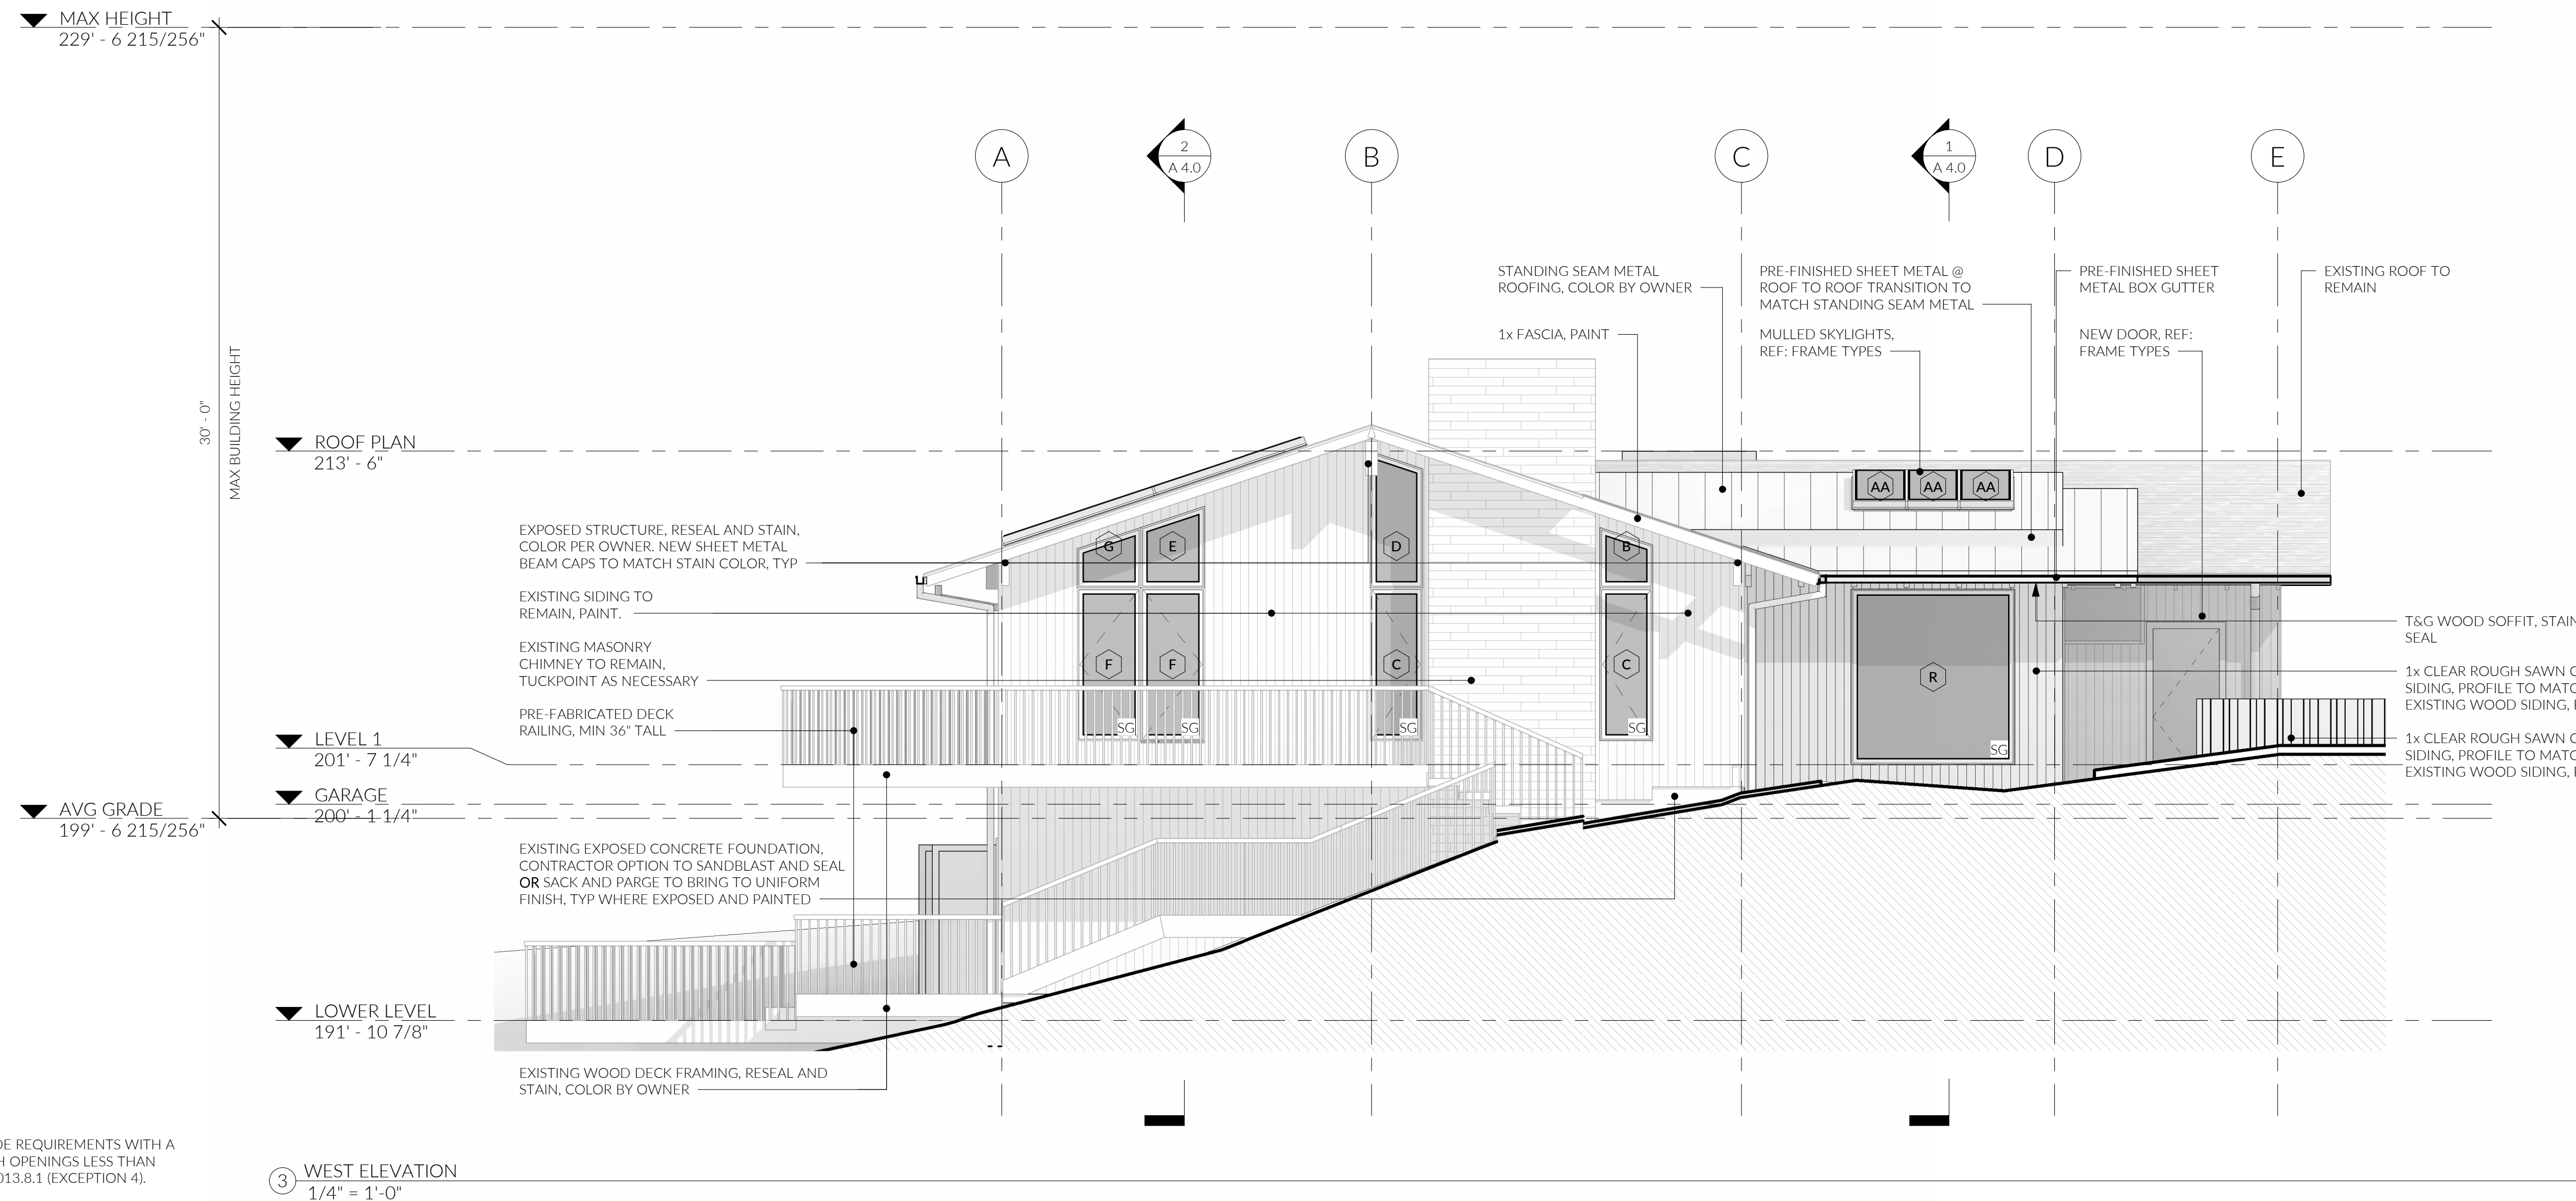 MAX HEIGHT
229' - 6 215/256"
A
2
A 4.0
B
C
1
A 4.0
D
E
STANDING SEAM METAL
ROOFING, COLOR BY OWNER
1x FASCIA, PAINT
PRE-FINISHED SHEET METAL @
ROOF TO ROOF TRANSITION TO
MATCH STANDING SEAM METAL
MULLED SKYLIGHTS,
REF: FRAME TYPES
PRE-FINISHED SHEET
METAL BOX GUTTER
NEW DOOR, REF:
FRAME TYPES
EXISTING ROOF TO
REMAIN
30' - 0"
MAX BUILDING HEIGHT
ROOF PLAN
213' - 6"
AA
AA
AA
EXPOSED STRUCTURE, RESEAL AND STAIN,
COLOR PER OWNER. NEW SHEET METAL
BEAM CAPS TO MATCH STAIN COLOR, TYP
EXISTING SIDING TO
REMAIN, PAINT.
EXISTING MASONRY
CHIMNEY TO REMAIN,
TUCKPOINT AS NECESSARY
PRE-FABRICATED DECK
RAILING, MIN 36" TALL
G
E
D
B
F
F
C
C
R
SG
SG
SG
SG
SG
T&G WOOD SOFFIT, STAIN
SEAL
1x CLEAR ROUGH SAWN C
SIDING, PROFILE TO MATC
EXISTING WOOD SIDING,
1x CLEAR ROUGH SAWN C
SIDING, PROFILE TO MATC
EXISTING WOOD SIDING,
LEVEL 1
201' - 7 1/4"
GARAGE
200' - 1 1/4"
AVG GRADE
199' - 6 215/256"
EXISTING EXPOSED CONCRETE FOUNDATION,
CONTRACTOR OPTION TO SANDBLAST AND SEAL
OR SACK AND PARGE TO BRING TO UNIFORM
FINISH, TYP WHERE EXPOSED AND PAINTED
LOWER LEVEL
191' - 10 7/8"
EXISTING WOOD DECK FRAMING, RESEAL AND
STAIN, COLOR BY OWNER
DE REQUIREMENTS WITH A
H OPENINGS LESS THAN
013.8.1 (EXCEPTION 4).
3
WEST ELEVATION
1/4" = 1'-0"